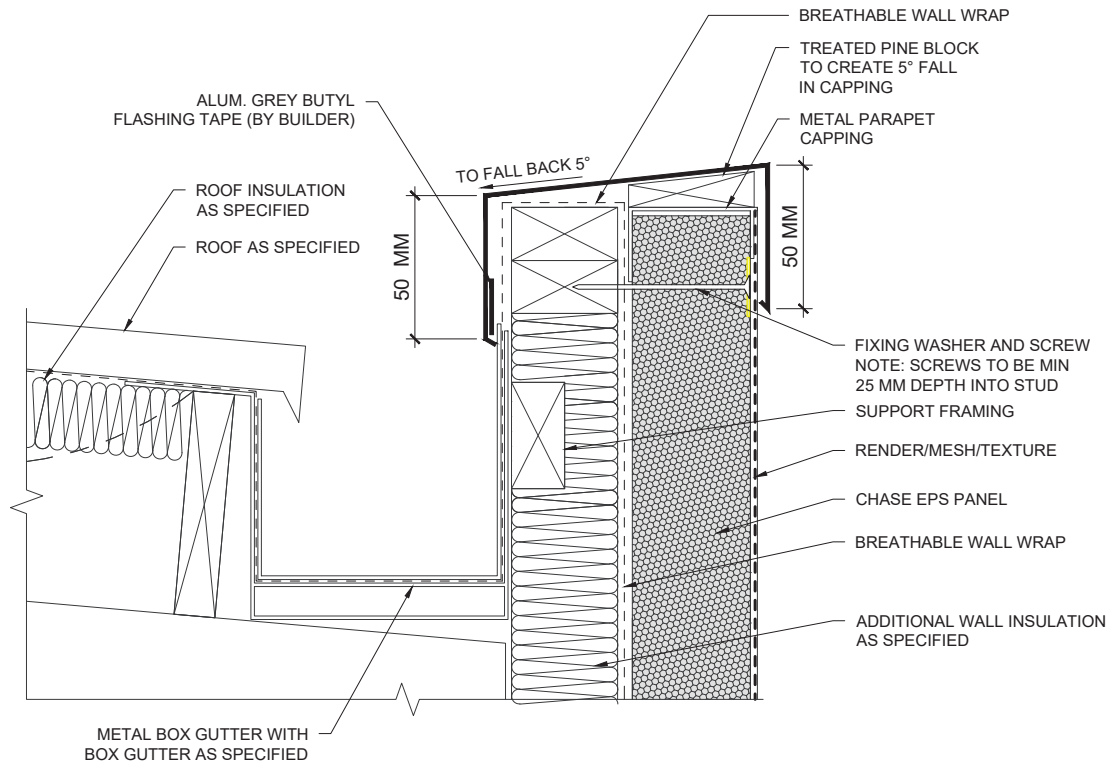 BREATHABLE WALL WRAP
TREATED PINE BLOCK
TO CREATE 5° FALL
IN CAPPING
METAL PARAPET
CAPPING
ALUM. GREY BUTYL
FLASHING TAPE (BY BUILDER)
TO FALL BACK 5°
ROOF INSULATION
AS SPECIFIED
ROOF AS SPECIFIED
50 MM
50 MM
FIXING WASHER AND SCREW
NOTE: SCREWS TO BE MIN
25 MM DEPTH INTO STUD
SUPPORT FRAMING
RENDER/MESH/TEXTURE
CHASE EPS PANEL
BREATHABLE WALL WRAP
ADDITIONAL WALL INSULATION
AS SPECIFIED
METAL BOX GUTTER WITH
BOX GUTTER AS SPECIFIED